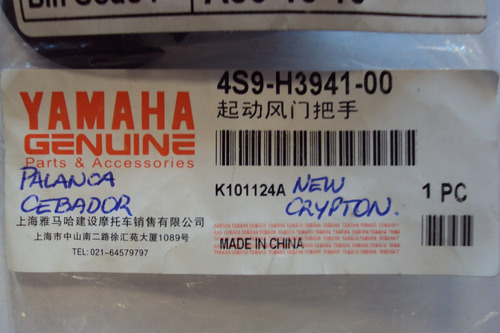 4S9-H3941-00
起动风门把手
YAMAHA
GENUINE
Parts & Accessories
PALANCA
CEBADOR
K101124A
NEW
CRYPTON.
1 PC
上海雅马哈建设摩托车销售有限公司
上海市中山南二路徐汇苑大厦1089号
TEL:021-64579797
MADE IN CHINA